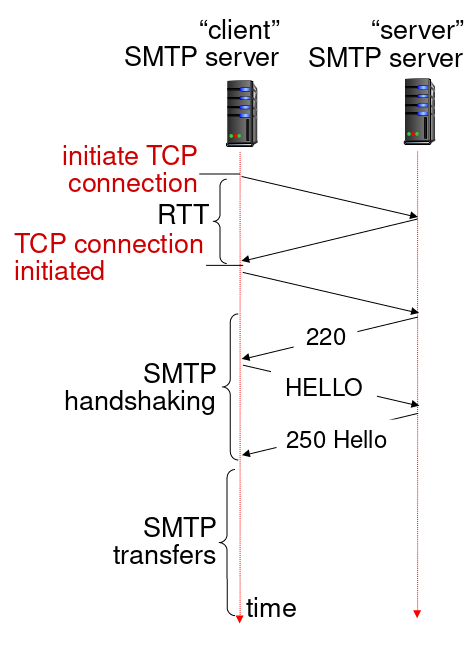 “client”
SMTP server
“server”
SMTP server
initiate TCP
connection
RTT
TCP connection
initiated
220
SMTP
handshaking
HELLO
250 Hello
SMTP
transfers
time